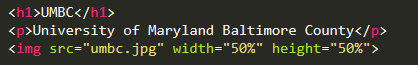 <h1>UMBC</h1>
<p>University of Maryland Baltimore County</p>
<img src="umbc.jpg" width="50%" height="50%">